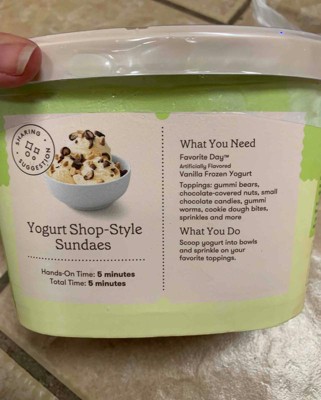 SHARING
SUGGESTION
Yogurt Shop-Style
Sundaes
Hands-On Time: 5 minutes
Total Time: 5 minutes
What You Need
Favorite Day™
Artificially Flavored
Vanilla Frozen Yogurt
Toppings: gummi bears,
chocolate-covered nuts, small
chocolate candies, gummi
worms, cookie dough bites,
sprinkles and more
What You Do
Scoop yogurt into bowls
and sprinkle on your
favorite toppings.